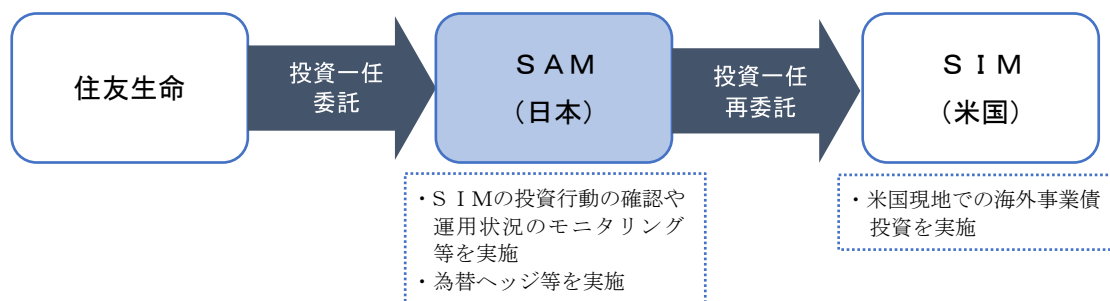 住友生命
投資一任
委託
ＳＡＭ
（日本）
投資一任
再委託
ＳＩＭ
（米国）
・ＳＩＭの投資行動の確認や
運用状況のモニタリング
等を実施
・為替ヘッジ等を実施
・米国現地での海外事業債
投資を実施